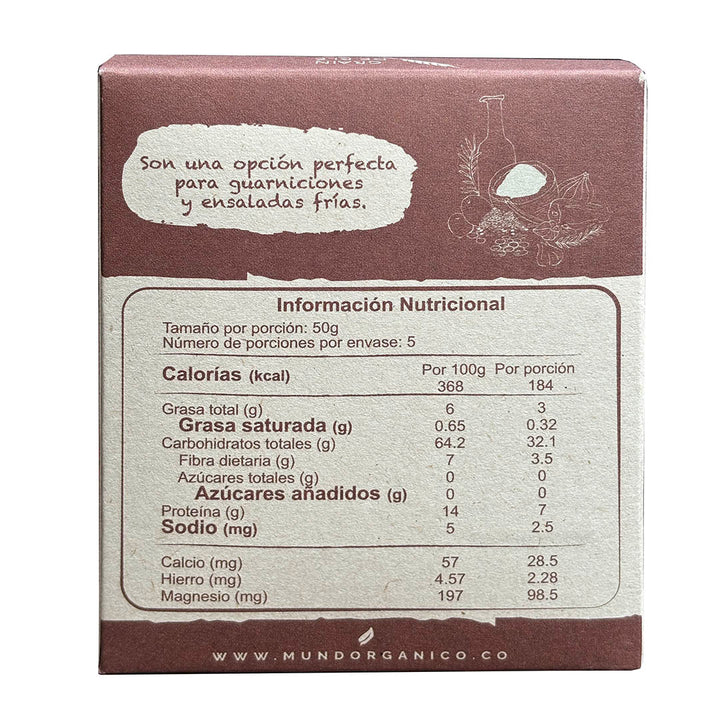 Son una opción perfecta
para guarniciones
y ensaladas frías.
Información Nutricional
Tamaño por porción: 50g
Número de porciones por envase: 5
Calorías (kcal) Por 100g Por porción
368 184
Grasa total (g) 6 3
Grasa saturada (g) 0.65 0.32
Carbohidratos totales (g) 64.2 32.1
Fibra dietaria (g) 7 3.5
Azúcares totales (g) 0 0
Azúcares añadidos (g) 0 0
Proteína (g) 14 7
Sodio (mg) 5 2.5
Calcio (mg) 57 28.5
Hierro (mg) 4.57 2.28
Magnesio (mg) 197 98.5
WWW.MUNDORGANICO.CO